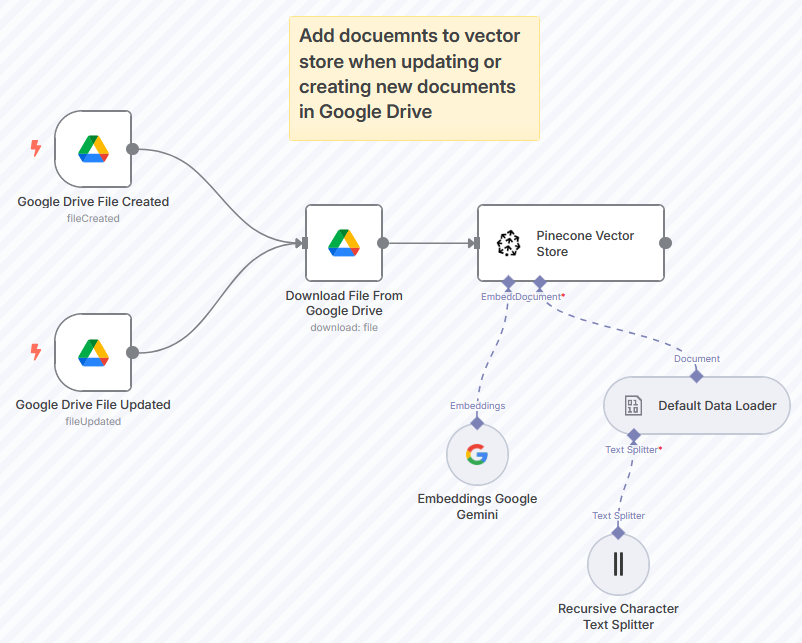 Add docuemnts to vector
store when updating or
creating new documents
in Google Drive
Google Drive File Created
fileCreated
Download File From
Google Drive
download: file
Pinecone Vector
Store
Embedd
Document*
Google Drive File Updated
fileUpdated
Document
Default Data Loader
Embeddings
Text Splitter*
Embeddings Google
Gemini
Text Splitter
Recursive Character
Text Splitter